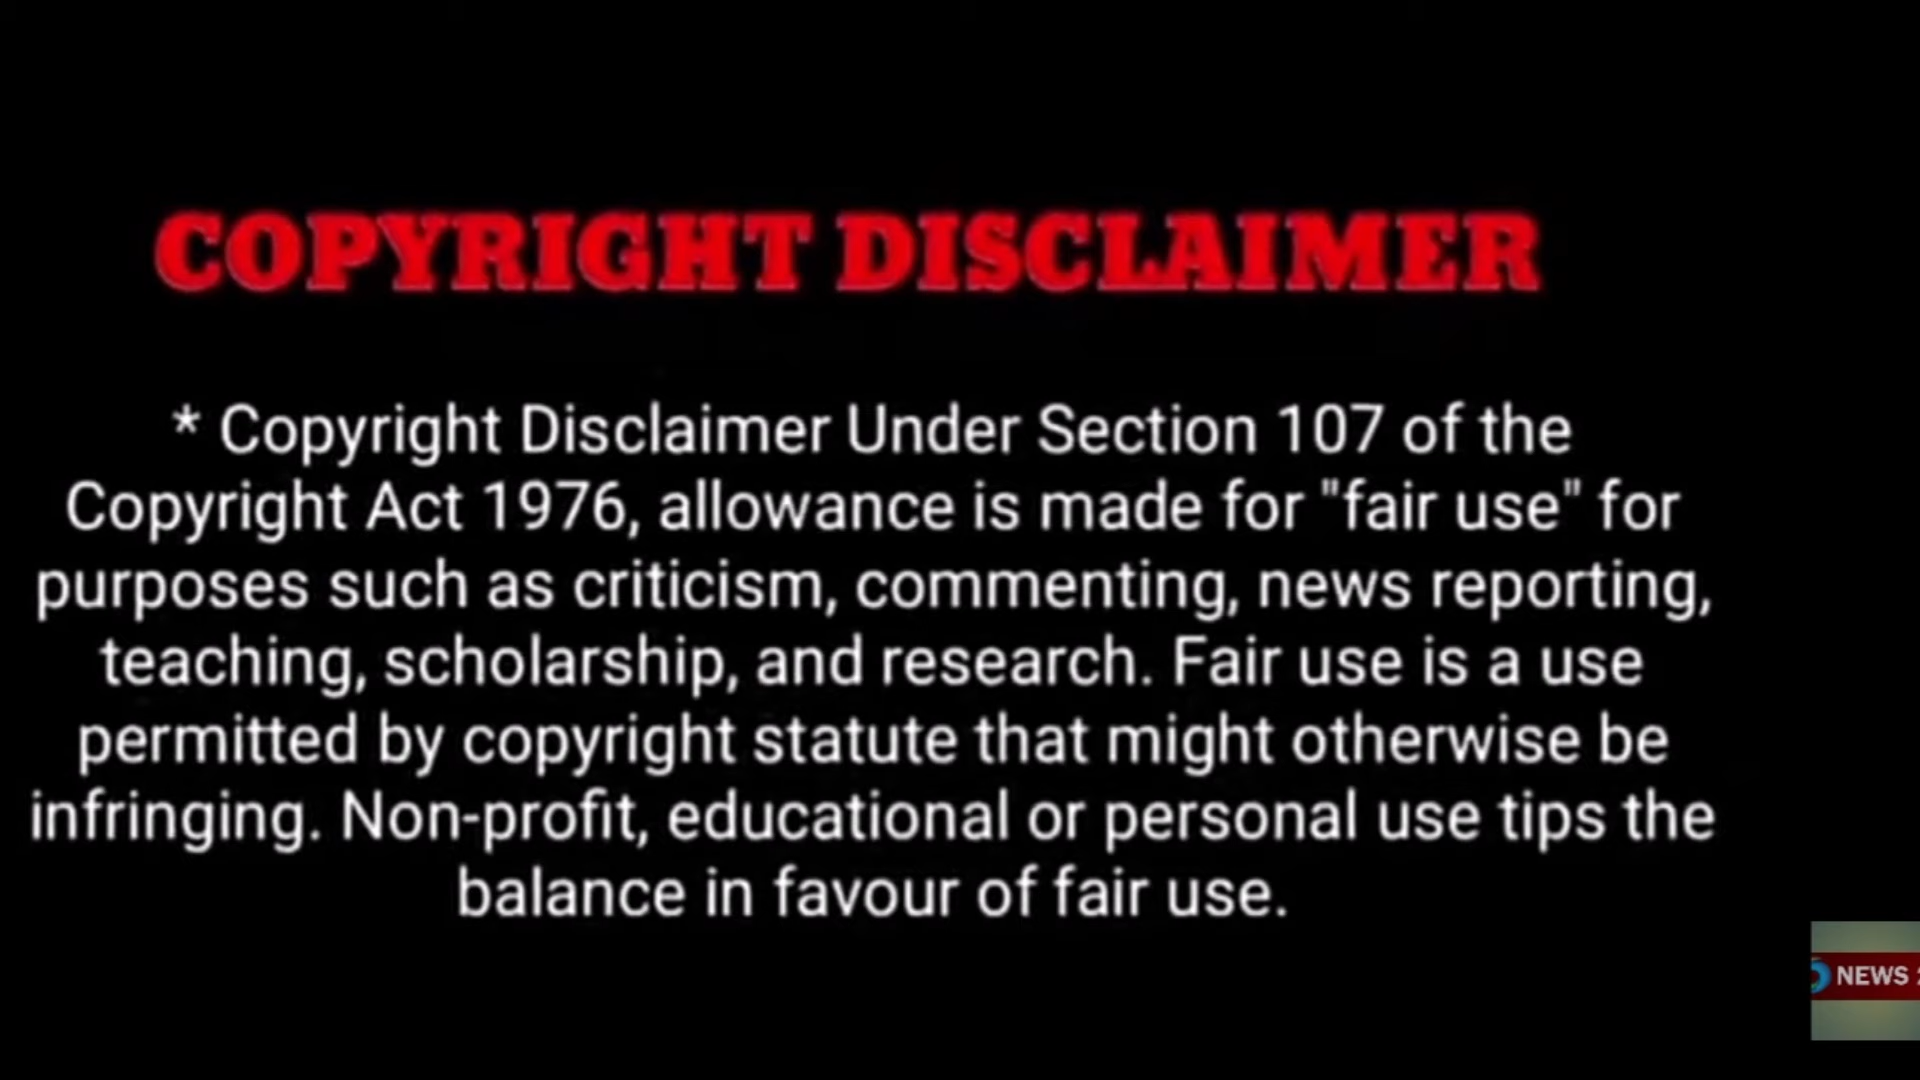 COPYRIGHT DISCLAIMER
* Copyright Disclaimer Under Section 107 of the
Copyright Act 1976, allowance is made for "fair use" for
purposes such as criticism, commenting, news reporting,
teaching, scholarship, and research. Fair use is a use
permitted by copyright statute that might otherwise be
infringing. Non-profit, educational or personal use tips the
balance in favour of fair use.
NEWS